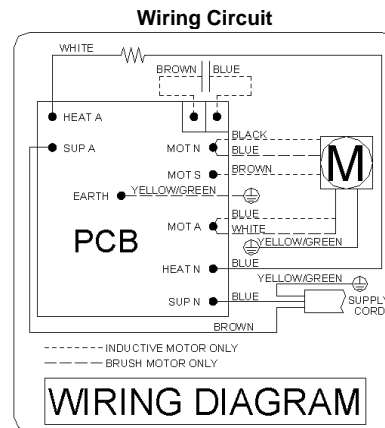 Wiring Circuit
WHITE
BROWN BLUE
HEAT A
BLACK
SUP A
MOT N
BLUE
MOT S
BROWN
M
EARTH
YELLOW/GREEN
BLUE
MOT A
WHITE
PCB
YELLOW/GREEN
HEAT N
BLUE
YELLOW/GREEN
SUP N
BLUE
SUPPLY
CORD
BROWN
INDUCTIVE MOTOR ONLY
BRUSH MOTOR ONLY
WIRING DIAGRAM